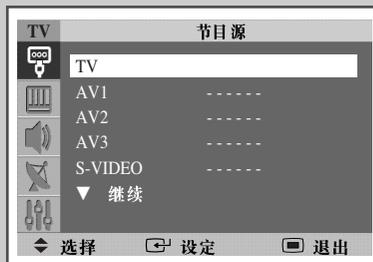 TV 节目源
TV
AV1 - - - - - -
AV2 - - - - - -
AV3 - - - - - -
S-VIDEO - - - - - -
▼ 继续
选择 设定 退出